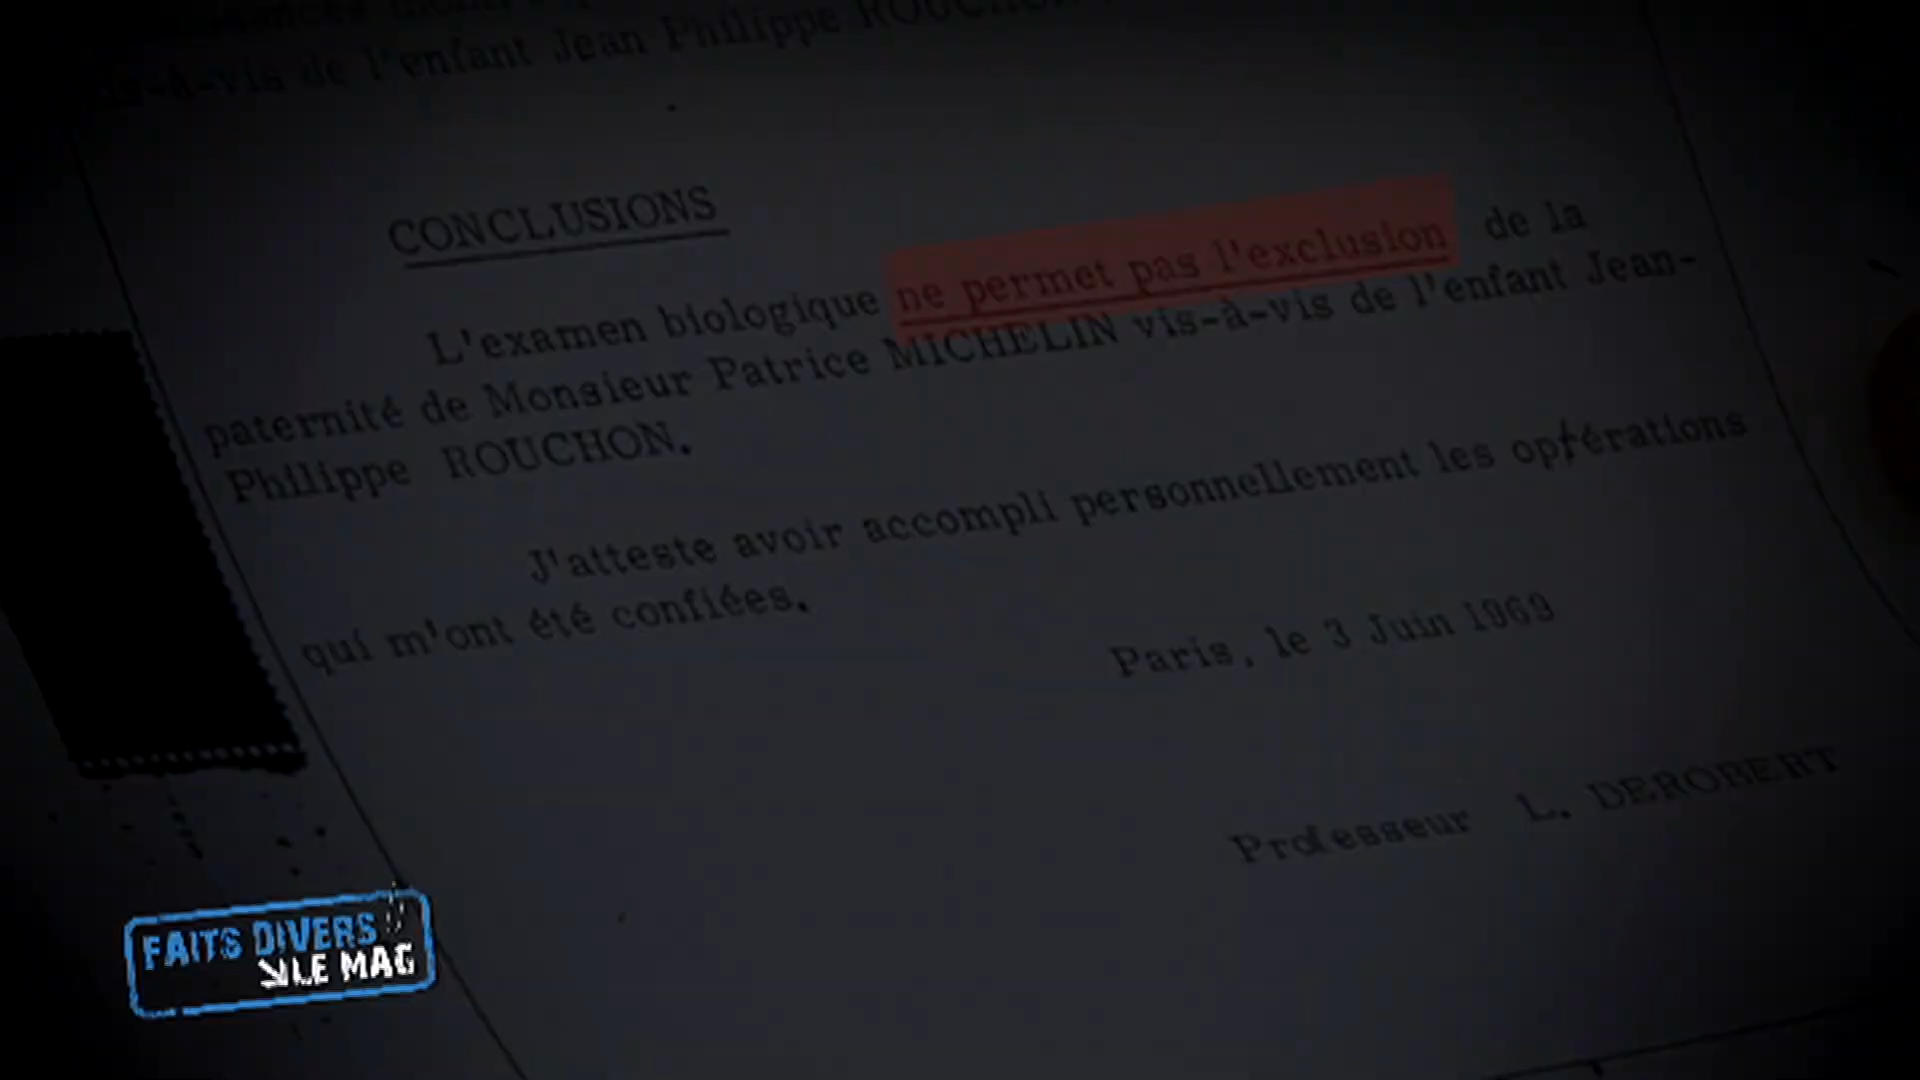 vis-à-vis de l'enfant Jean Philippe ROUCHON
CONCLUSIONS
L'examen biologique ne permet pas l'exclusion de la
paternité de Monsieur Patrice MICHELIN vis-à-vis de l'enfant Jean-
Philippe ROUCHON.
J'atteste avoir accompli personnellement les opférations
qui m'ont été confiées.
Paris, le 3 Juin 1969
Professeur L. DEROBERT
FAITS DIVERS
LE MAG